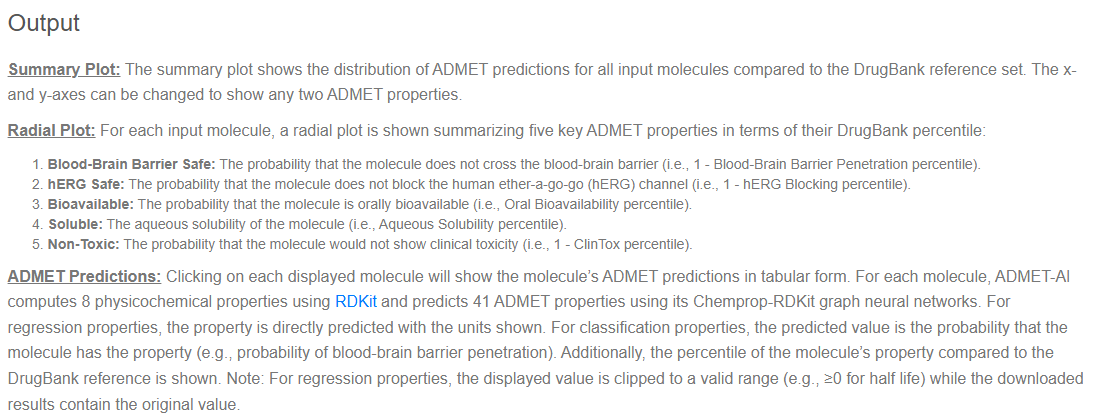 Output
Summary Plot: The summary plot shows the distribution of ADMET predictions for all input molecules compared to the DrugBank reference set. The x-
and y-axes can be changed to show any two ADMET properties.
Radial Plot: For each input molecule, a radial plot is shown summarizing five key ADMET properties in terms of their DrugBank percentile:
1. Blood-Brain Barrier Safe: The probability that the molecule does not cross the blood-brain barrier (i.e., 1 - Blood-Brain Barrier Penetration percentile).
2. hERG Safe: The probability that the molecule does not block the human ether-a-go-go (hERG) channel (i.e., 1 - hERG Blocking percentile).
3. Bioavailable: The probability that the molecule is orally bioavailable (i.e., Oral Bioavailability percentile).
4. Soluble: The aqueous solubility of the molecule (i.e., Aqueous Solubility percentile).
5. Non-Toxic: The probability that the molecule would not show clinical toxicity (i.e., 1 - ClinTox percentile).
ADMET Predictions: Clicking on each displayed molecule will show the molecule's ADMET predictions in tabular form. For each molecule, ADMET-AI
computes 8 physicochemical properties using RDKit and predicts 41 ADMET properties using its Chemprop-RDKit graph neural networks. For
regression properties, the property is directly predicted with the units shown. For classification properties, the predicted value is the probability that the
molecule has the property (e.g., probability of blood-brain barrier penetration). Additionally, the percentile of the molecule's property compared to the
DrugBank reference is shown. Note: For regression properties, the displayed value is clipped to a valid range (e.g., ≥0 for half life) while the downloaded
results contain the original value.